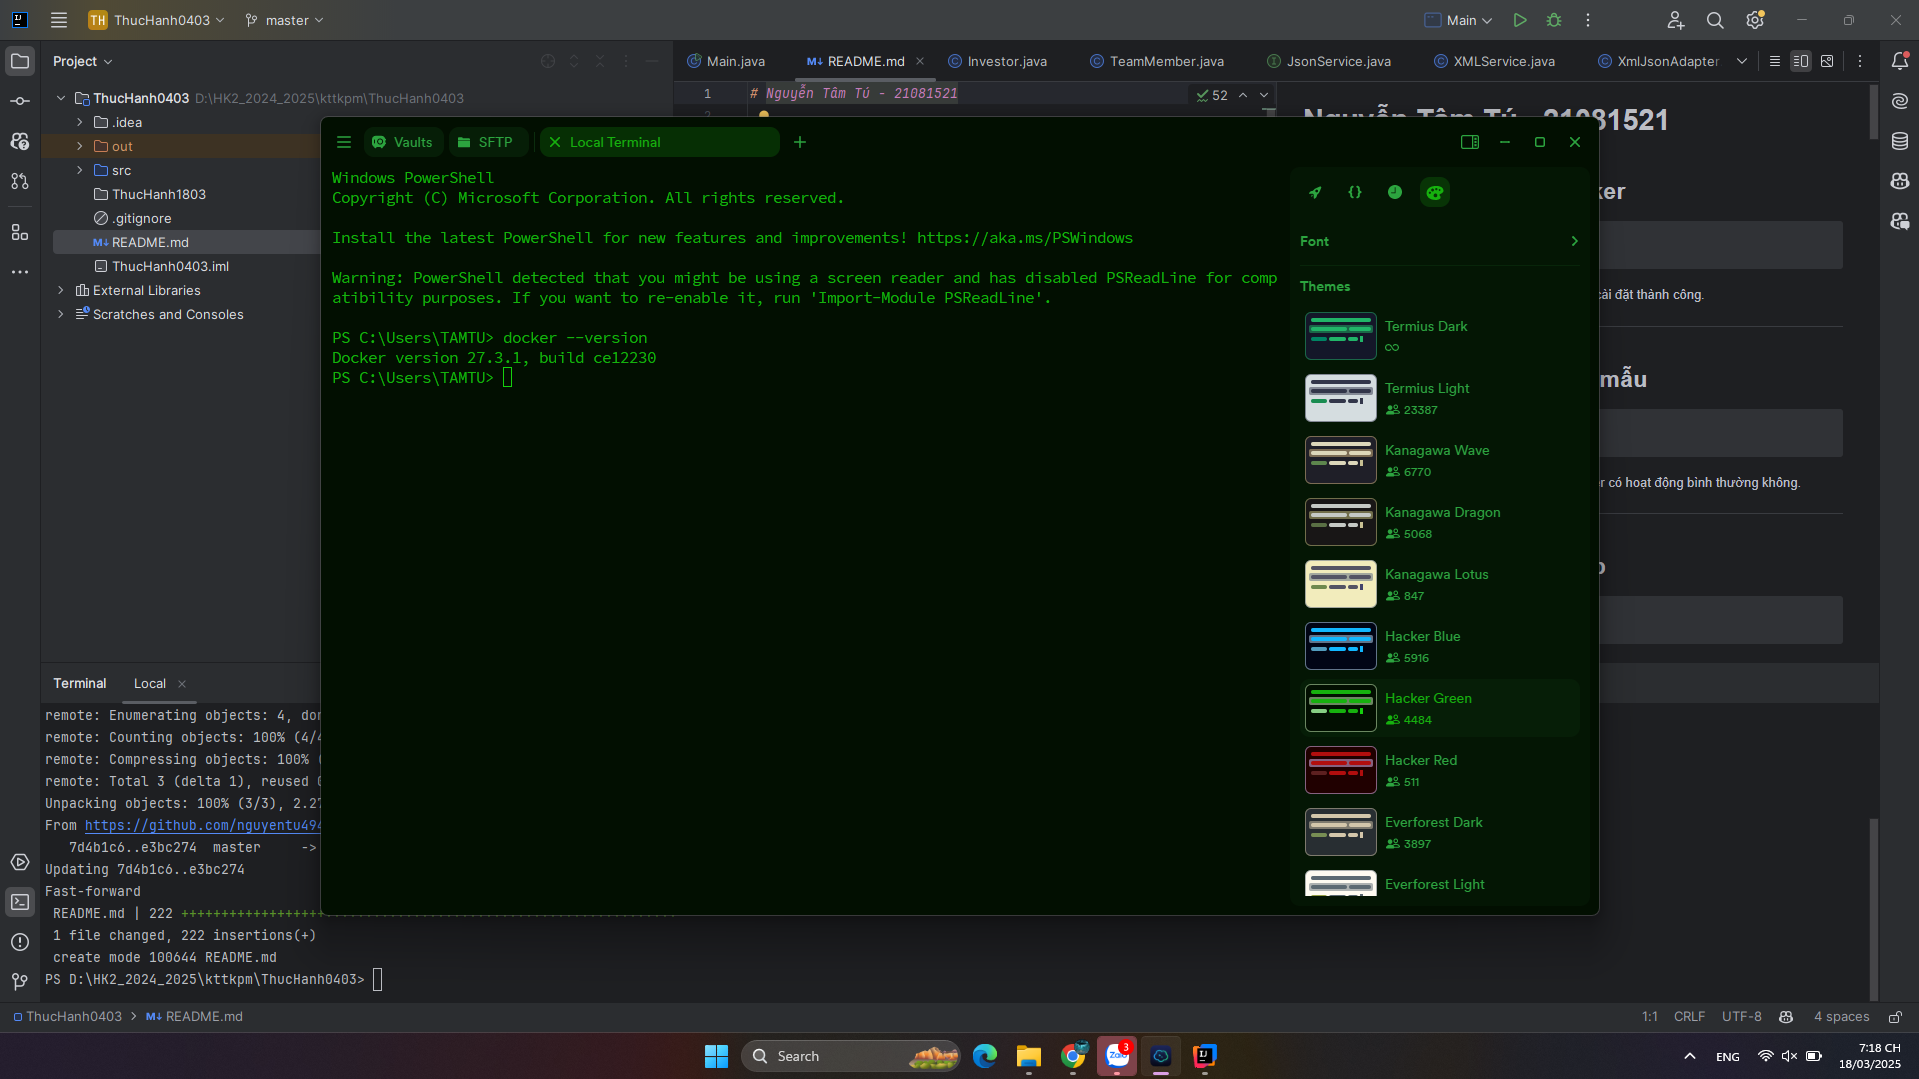 TH ThucHanh0403 master Main
Project
ThucHanh0403 D:\HK2_2024_2025\kttkpm\ThucHanh0403
.idea
out
src
ThucHanh1803
.gitignore
README.md
ThucHanh0403.iml
External Libraries
Scratches and Consoles
Main.java README.md Investor.java TeamMember.java JsonService.java XMLService.java XmlJsonAdapter
1 # Nguyễn Tâm Tú - 21081521 52
Nguyễn Tâm Tú - 21081521
ker
cài đặt thành công.
mẫu
r có hoạt động bình thường không.
Vaults SFTP Local Terminal
Windows PowerShell
Copyright (C) Microsoft Corporation. All rights reserved.
Install the latest PowerShell for new features and improvements! https://aka.ms/PSWindows
Warning: PowerShell detected that you might be using a screen reader and has disabled PSReadLine for comp
atibility purposes. If you want to re-enable it, run 'Import-Module PSReadLine'.
PS C:\Users\TAMTU> docker --version
Docker version 27.3.1, build ce12230
PS C:\Users\TAMTU>
Font
Themes
Termius Dark
Termius Light
23387
Kanagawa Wave
6770
Kanagawa Dragon
5068
Kanagawa Lotus
847
Hacker Blue
5916
Hacker Green
4484
Hacker Red
511
Everforest Dark
3897
Everforest Light
Terminal Local
remote: Enumerating objects: 4, don
remote: Counting objects: 100% (4/4
remote: Compressing objects: 100% (
remote: Total 3 (delta 1), reused 0
Unpacking objects: 100% (3/3), 2.27
From https://github.com/nguyentu494
7d4b1c6..e3bc274 master ->
Updating 7d4b1c6..e3bc274
Fast-forward
README.md | 222 ++++++++++++++++++++++++++++++++++++++++++++++++++++++++++++++
1 file changed, 222 insertions(+)
create mode 100644 README.md
PS D:\HK2_2024_2025\kttkpm\ThucHanh0403>
ThucHanh0403 > README.md 1:1 CRLF UTF-8 4 spaces
Search Zalo 3 ENG 7:18 CH
18/03/2025